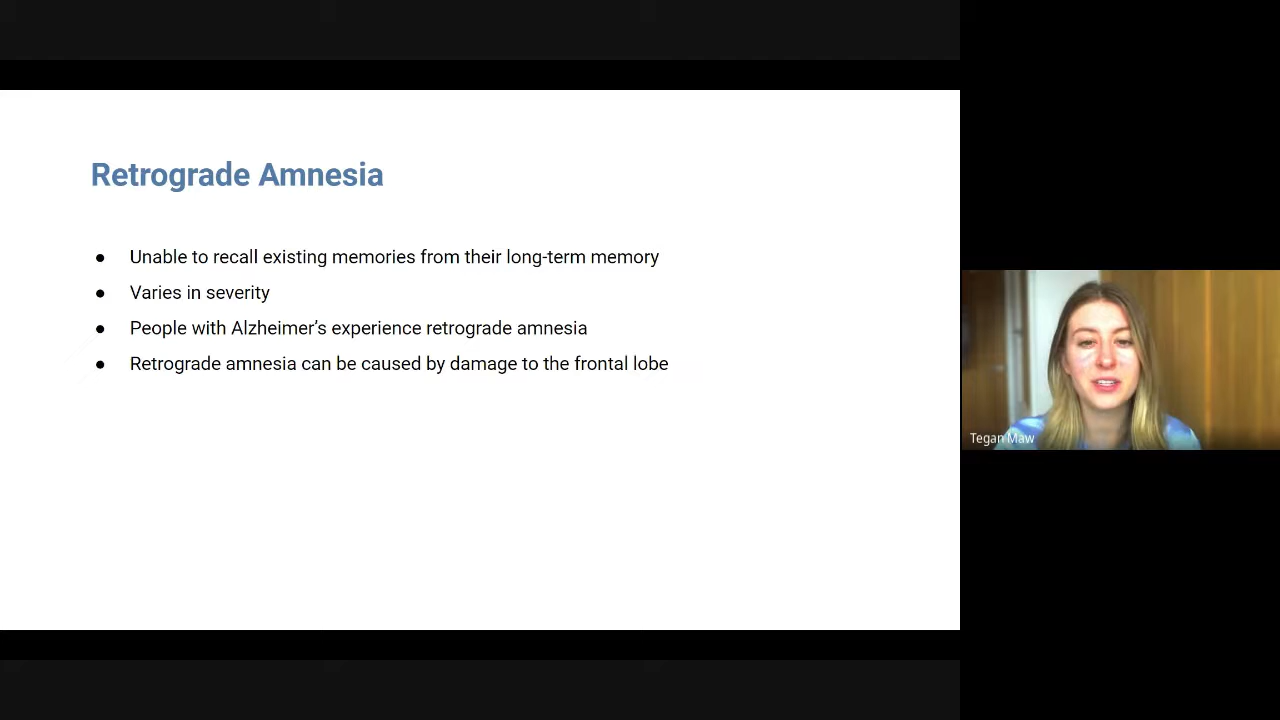 Retrograde Amnesia
● Unable to recall existing memories from their long-term memory
● Varies in severity
● People with Alzheimer’s experience retrograde amnesia
● Retrograde amnesia can be caused by damage to the frontal lobe
Tegan Maw